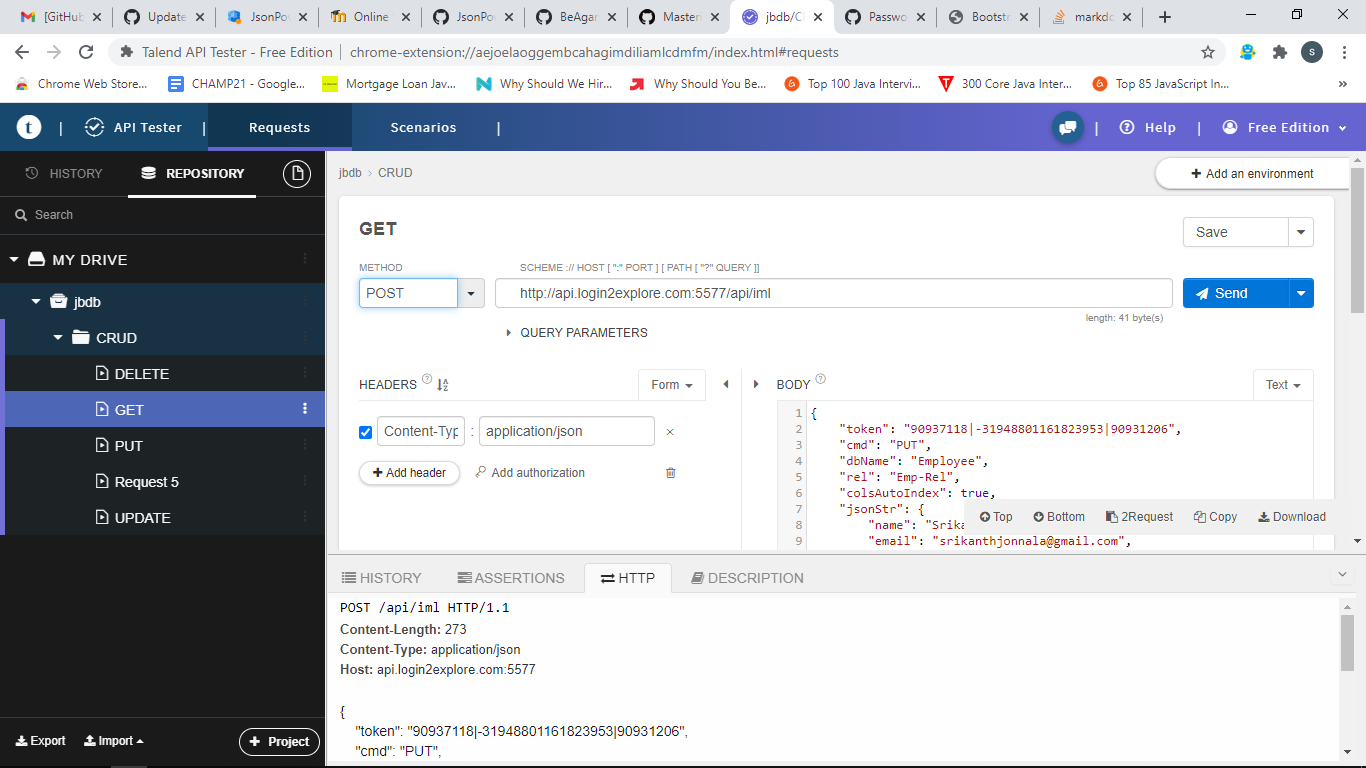 [GitHub
Update
JsonPo
Online
JsonPo
BeAgar
Master
jbdb/C
Passwo
Bootst
markdo
Talend API Tester - Free Edition | chrome-extension://aejoelaoggembcahagimdiliamlcdmfm/index.html#requests
S
Chrome Web Store...
CHAMP21 - Google...
Mortgage Loan Jav...
Why Should We Hir...
Why Should You Be...
Top 100 Java Intervi...
300 Core Java Inter...
Top 85 JavaScript In...
»
t | API Tester | Requests Scenarios | | Help | Free Edition
HISTORY REPOSITORY
Search
MY DRIVE
jbdb
CRUD
DELETE
GET
PUT
Request 5
UPDATE
Export Import + Project
jbdb › CRUD
+ Add an environment
GET
Save
METHOD SCHEME :// HOST [ ":" PORT ] [ PATH [ "?" QUERY ]]
POST http://api.login2explore.com:5577/api/iml Send
length: 41 byte(s)
QUERY PARAMETERS
HEADERS ? Form
Content-Typ : application/json ×
+ Add header Add authorization
BODY ? Text
1 {
2 "token": "90937118|-31948801161823953|90931206",
3 "cmd": "PUT",
4 "dbName": "Employee",
5 "rel": "Emp-Rel",
6 "colsAutoIndex": true,
7 "jsonStr": {
8 "name": "Srika
9 "email": "srikanthjonnala@gmail.com",
Top Bottom 2Request Copy Download
HISTORY ASSERTIONS HTTP DESCRIPTION
POST /api/iml HTTP/1.1
Content-Length: 273
Content-Type: application/json
Host: api.login2explore.com:5577
{
"token": "90937118|-31948801161823953|90931206",
"cmd": "PUT",